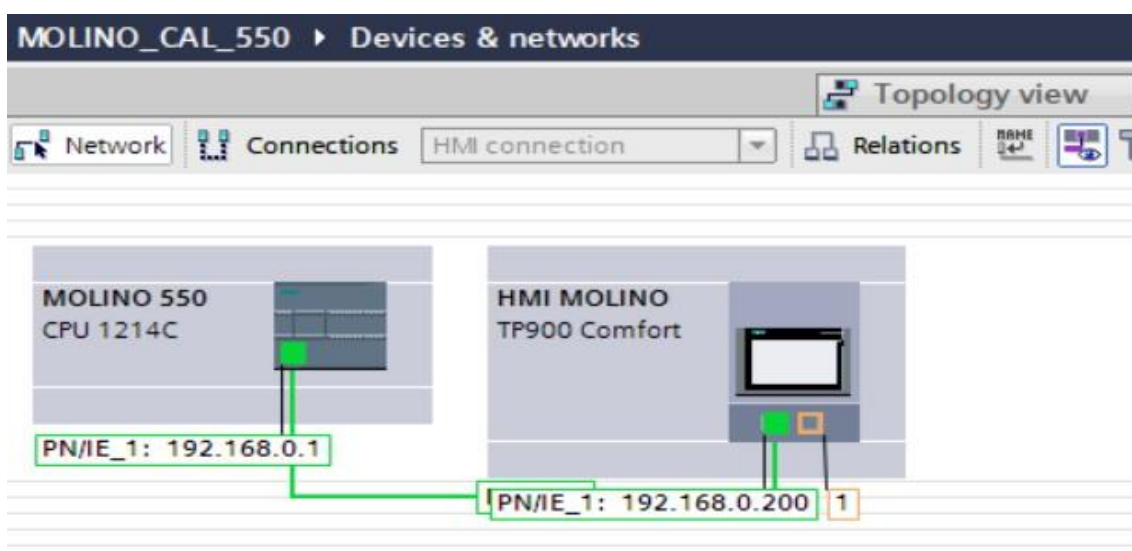 MOLINO_CAL_550 ▸ Devices & networks
Topology view
Network Connections HMI connection Relations NAME
MOLINO 550
CPU 1214C
HMI MOLINO
TP900 Comfort
PN/IE_1: 192.168.0.1
PN/IE_1: 192.168.0.200
1